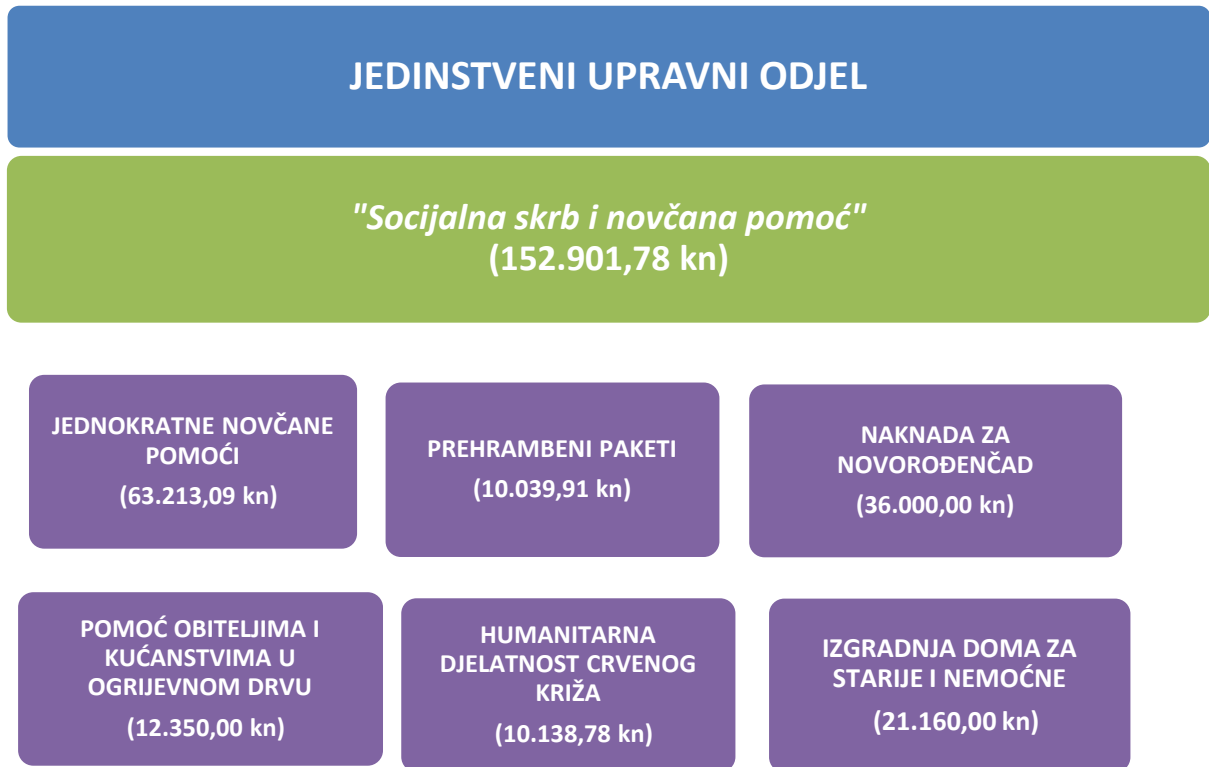 JEDINSTVENI UPRAVNI ODJEL
"Socijalna skrb i novčana pomoć"
(152.901,78 kn)
JEDNOKRATNE NOVČANE
POMOĆI
(63.213,09 kn)
PREHRAMBENI PAKETI
(10.039,91 kn)
NAKNADA ZA
NOVOROĐENČAD
(36.000,00 kn)
POMOĆ OBITELJIMA I
KUĆANSTVIMA U
OGRIJEVNOM DRVU
(12.350,00 kn)
HUMANITARNA
DJELATNOST CRVENOG
KRIŽA
(10.138,78 kn)
IZGRADNJA DOMA ZA
STARIJE I NEMOĆNE
(21.160,00 kn)